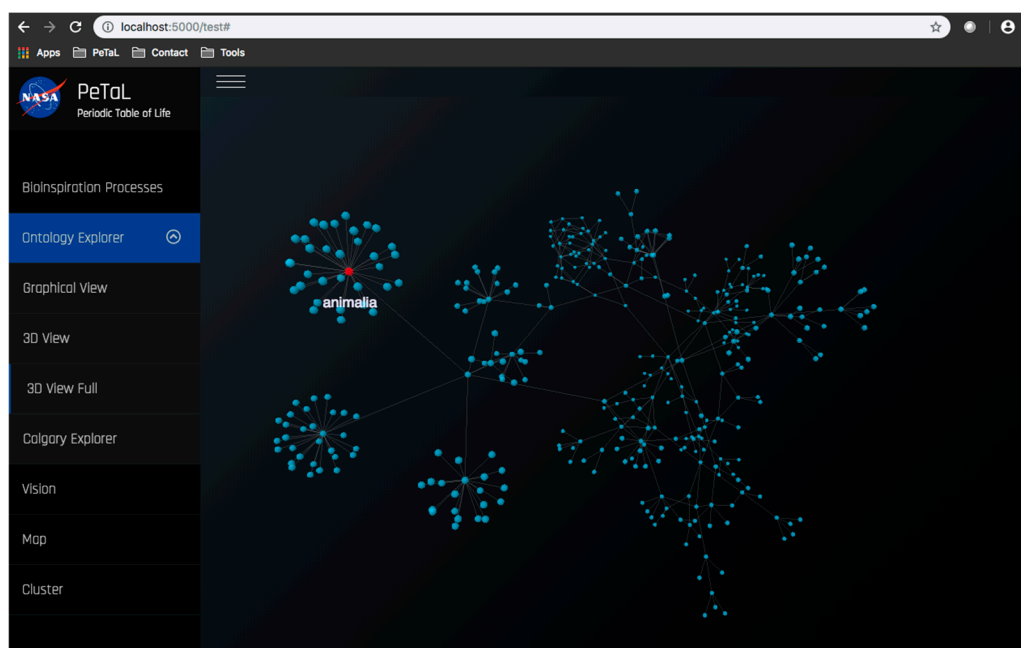 localhost:5000/test#
Apps PeTaL Contact Tools
NASA
PeTaL
Periodic Table of Life
BioInspiration Processes
Ontology Explorer
Graphical View
3D View
3D View Full
Calgary Explorer
Vision
Map
Cluster
animalia